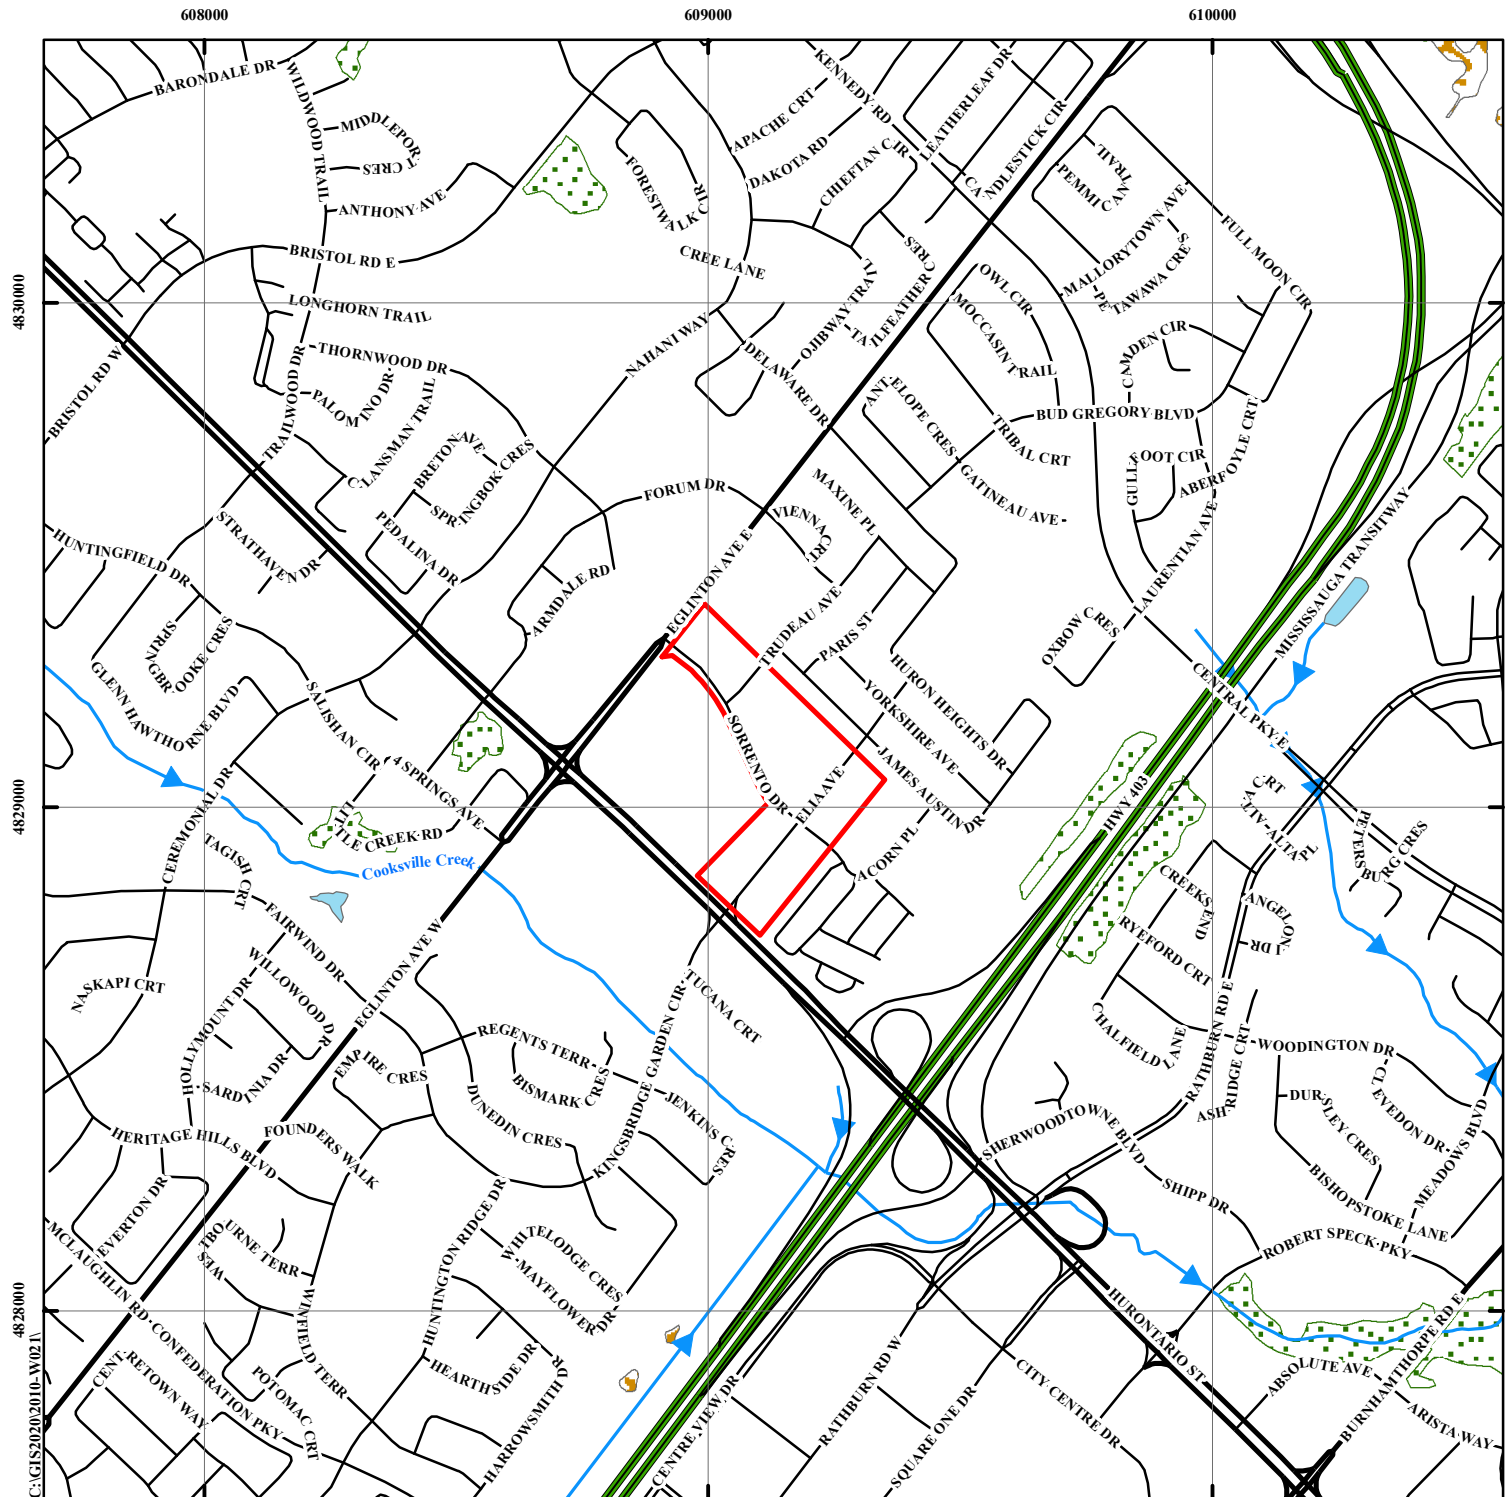 608000
609000
610000
4830000
4829000
4828000
C:\GIS2020\2010-W021\
BARONDALE DR
WILDWOOD TRAIL
MIDDLEPORT CRES
ANTHONY AVE
BRISTOL RD E
LONGHORN TRAIL
THORNWOOD DR
PALOMINO DR
CLANSMAN TRAIL
TRAILWOOD DR
BRETON AVE
SPRINGBOK CRES
PEDALINA DR
BRISTOL RD W
STRATHAVEN DR
HUNTINGFIELD DR
SPRINGBROOKE CRES
GLENN HAWTHORNE BLVD
SALISHAN CIR
4 SPRINGS AVE
LITTLE CREEK RD
Cooksville Creek
CEREMONIAL DR
TAGISH CRT
FAIRWIND DR
WILLOWOOD DR
NASKAPI CRT
HOLLYMOUNT DR
SARDINIA DR
EMPIRE CRES
EGLINTON AVE W
REGENTS TERR
BISMARK CRES
DUNEDIN CRES
JENKINS CRES
KINGSBRIDGE GARDEN CIR
TUCANA CRT
HERITAGE HILLS BLVD
FOUNDERS WALK
EVERTON DR
MCLAUGHLIN RD
WESTBOURNE TERR
WINFIELD TERR
CONFEDERATION PKY
CENTRETOWN WAY
POTOMAC CRT
HUNTINGTON RIDGE DR
WHITELODGE CRES
MAYFLOWER DR
HEARTHSIDE DR
HARROWSMITH DR
FORESTWALK CIR
CREE LANE
NAHANI WAY
DELAWARE DR
FORUM DR
ARMDALE RD
EGLINTON AVE E
VIENNA CRT
MAXINE PL
TRUDEAU AVE
PARIS ST
SORRENTO DR
ELIA AVE
ACORN PL
YORKSHIRE AVE
HURON HEIGHTS DR
JAMES AUSTIN DR
KENNEDY RD
APACHE CRT
DAKOTA RD
CHIEFTAN CIR
LEATHERLEAF DR
CANDLESTICK CIR
OJIBWAY TRAIL
TAILFEATHER CRES
PEMMICAN TRAIL
MALLORYTOWN AVE
FULL MOON CIR
PETAWAWA CRES
OWL CIR
MOCCASIN TRAIL
CAMDEN CIR
BUD GREGORY BLVD
ANTELOPE CRES
TRIBAL CRT
GATINEAU AVE
GULLFOOT CIR
ABERFOYLE CRT
LAURENTIAN AVE
OXBOW CRES
MISSISSAUGA TRANSITWAY
CENTRAL PKY E
HWY 403
ALTA PL
PETERSBURG CRES
CREEKSEND
RYEFORD CRT
CHALFIELD LANE
RATHBURN RD E
ASHRIDGE CRT
WOODINGTON DR
DURSLEY CRES
CLEVEDON DR
MEADOWS BLVD
BISHOPSTOKE LANE
SHERWOODTOWNE BLVD
SHIPP DR
ROBERT SPECK PKY
HURONTARIO ST
ABSOLUTE AVE
BURNHAMTHORPE RD E
ARISTA WAY
CITY CENTRE DR
SQUARE ONE DR
RATHBURN RD W
CENTRE VIEW DR